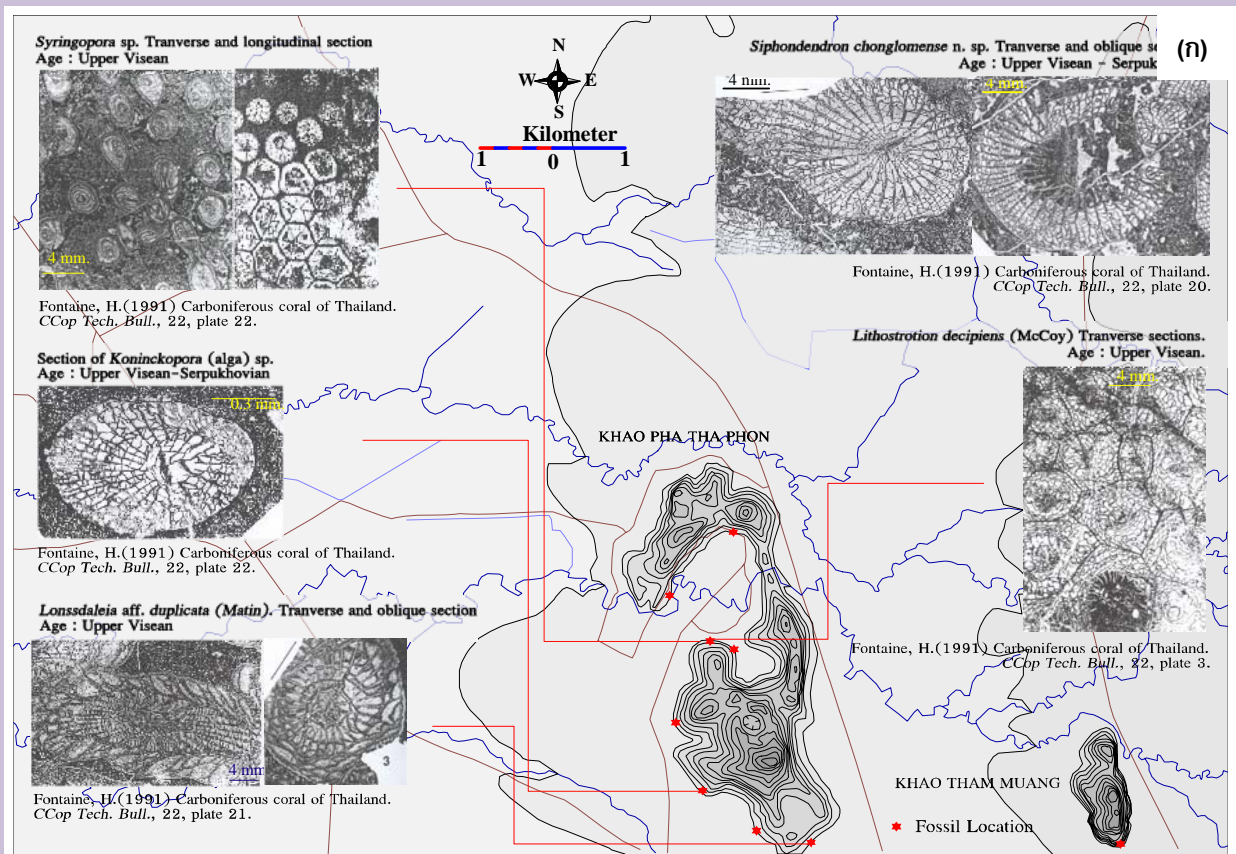 Syringopora sp. Tranverse and longitudinal section
Age : Upper Visean
4 mm.
Fontaine, H.(1991) Carboniferous coral of Thailand.
CCop Tech. Bull., 22, plate 22.
Section of Koninckopora (alga) sp.
Age : Upper Visean-Serpukhovian
0.3 mm
Fontaine, H.(1991) Carboniferous coral of Thailand.
CCop Tech. Bull., 22, plate 22.
Lonssdaleia aff. duplicata (Matin). Tranverse and oblique section
Age : Upper Visean
4 mm
3
Fontaine, H.(1991) Carboniferous coral of Thailand.
CCop Tech. Bull., 22, plate 21.
N
W E
S
Kilometer
1 0 1
(ก)
Siphondendron chonglomense n. sp. Tranverse and oblique
Age : Upper Visean - Serpuk
4 mm.
4 mm
Fontaine, H.(1991) Carboniferous coral of Thailand.
CCop Tech. Bull., 22, plate 20.
Lithostrotion decipiens (McCoy) Tranverse sections.
Age : Upper Visean.
4 mm
Fontaine, H.(1991) Carboniferous coral of Thailand.
CCop Tech. Bull., 22, plate 3.
KHAO PHA THA PHON
KHAO THAM MUANG
Fossil Location